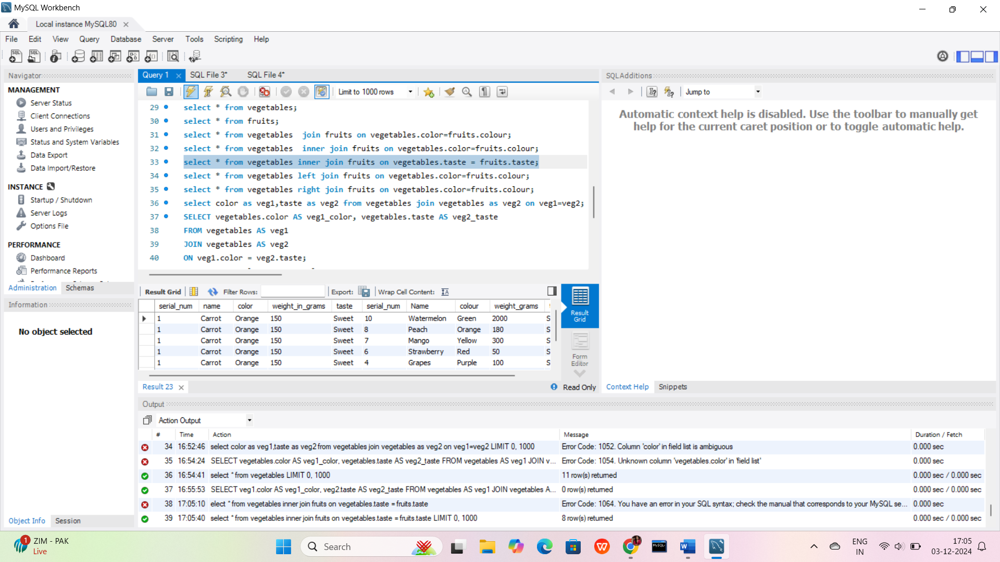 MySQL Workbench
Local instance MySQL80
File Edit View Query Database Server Tools Scripting Help
Navigator
MANAGEMENT
Server Status
Client Connections
Users and Privileges
Status and System Variables
Data Export
Data Import/Restore
INSTANCE
Startup / Shutdown
Server Logs
Options File
PERFORMANCE
Dashboard
Performance Reports
Administration Schemas
Information
No object selected
Object Info Session
Query 1 SQL File 3* SQL File 4*
Limit to 1000 rows
29 select * from vegetables;
30 select * from fruits;
31 select * from vegetables  join fruits on vegetables.color=fruits.colour;
32 select * from vegetables  inner join fruits on vegetables.color=fruits.colour;
33 select * from vegetables inner join fruits on vegetables.taste = fruits.taste;
34 select * from vegetables left join fruits on vegetables.color=fruits.colour;
35 select * from vegetables right join fruits on vegetables.color=fruits.colour;
36 select color as veg1,taste as veg2 from vegetables join vegetables as veg2 on veg1=veg2;
37 SELECT vegetables.color AS veg1_color, vegetables.taste AS veg2_taste
38 FROM vegetables AS veg1
39 JOIN vegetables AS veg2
40 ON veg1.color = veg2.taste;
Result Grid Filter Rows: Export: Wrap Cell Content:
serial_num name color weight_in_grams taste serial_num Name colour weight_grams
1 Carrot Orange 150 Sweet 10 Watermelon Green 2000 S
1 Carrot Orange 150 Sweet 8 Peach Orange 180 S
1 Carrot Orange 150 Sweet 7 Mango Yellow 300 S
1 Carrot Orange 150 Sweet 6 Strawberry Red 50 S
1 Carrot Orange 150 Sweet 4 Grapes Purple 100 S
Result
Grid
Form
Editor
Result 23 Read Only
SQLAdditions
Jump to
Automatic context help is disabled. Use the toolbar to manually get
help for the current caret position or to toggle automatic help.
Context Help Snippets
Output
Action Output
# Time Action Message Duration / Fetch
34 16:52:46 select color as veg1,taste as veg2 from vegetables join vegetables as veg2 on veg1=veg2 LIMIT 0, 1000 Error Code: 1052. Column 'color' in field list is ambiguous 0.000 sec
35 16:54:24 SELECT vegetables.color AS veg1_color, vegetables.taste AS veg2_taste FROM vegetables AS veg1 JOIN v... Error Code: 1054. Unknown column 'vegetables.color' in 'field list' 0.000 sec
36 16:54:41 select * from vegetables LIMIT 0, 1000 11 row(s) returned 0.000 sec / 0.000 sec
37 16:55:53 SELECT veg1.color AS veg1_color, veg2.taste AS veg2_taste FROM vegetables AS veg1 JOIN vegetables A... 0 row(s) returned 0.000 sec / 0.000 sec
38 17:05:10 elect * from vegetables inner join fruits on vegetables.taste = fruits.taste Error Code: 1064. You have an error in your SQL syntax; check the manual that corresponds to your MySQL se... 0.000 sec
39 17:05:40 select * from vegetables inner join fruits on vegetables.taste = fruits.taste LIMIT 0, 1000 8 row(s) returned 0.000 sec / 0.000 sec
1 ZIM - PAK
Live
Search
ENG
IN
17:05
03-12-2024